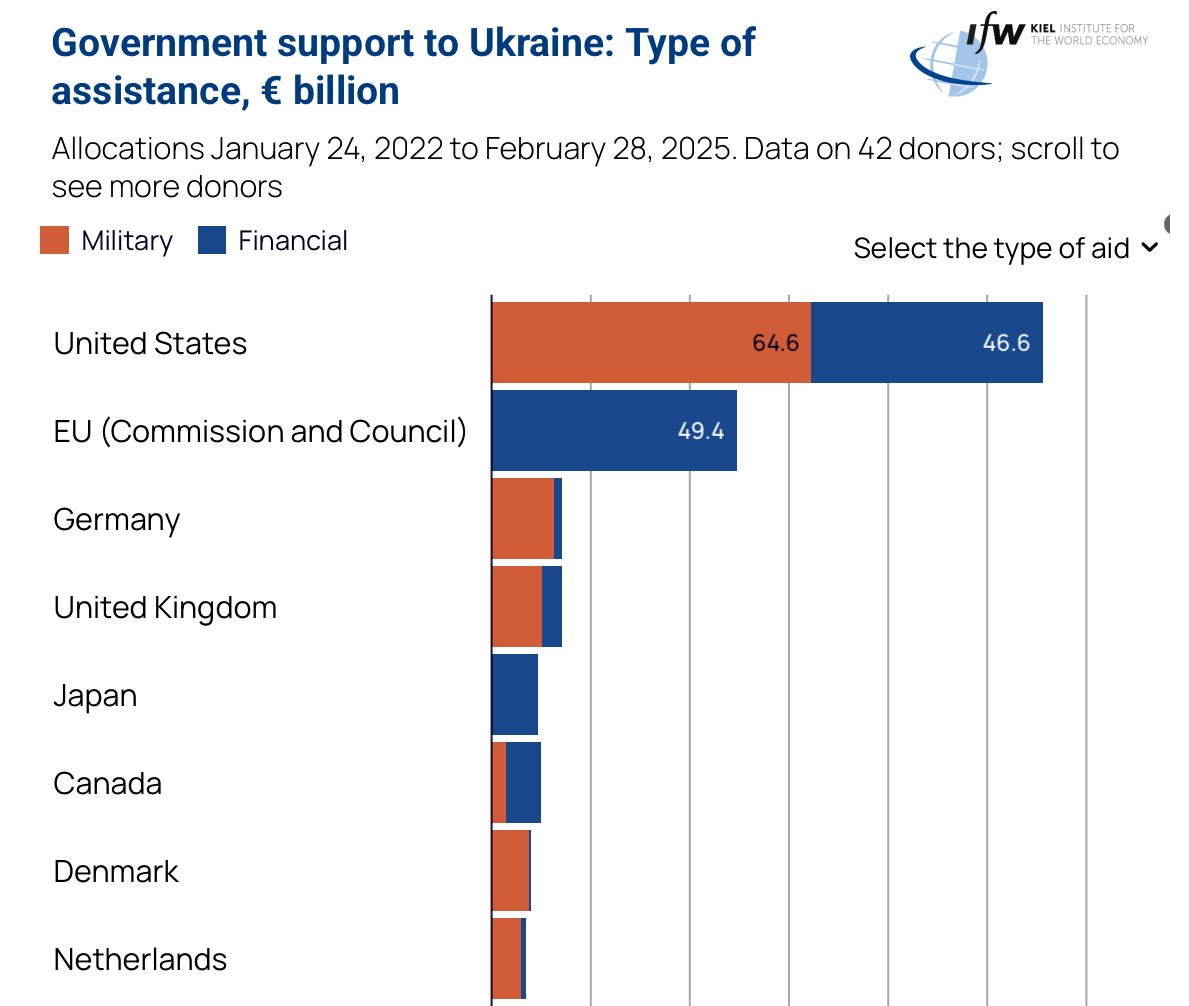 Government support to Ukraine: Type of
assistance, € billion
ifw KIEL INSTITUTE FOR
THE WORLD ECONOMY
Allocations January 24, 2022 to February 28, 2025. Data on 42 donors; scroll to
see more donors
Military Financial
Select the type of aid
United States 64.6 46.6
EU (Commission and Council) 49.4
Germany
United Kingdom
Japan
Canada
Denmark
Netherlands